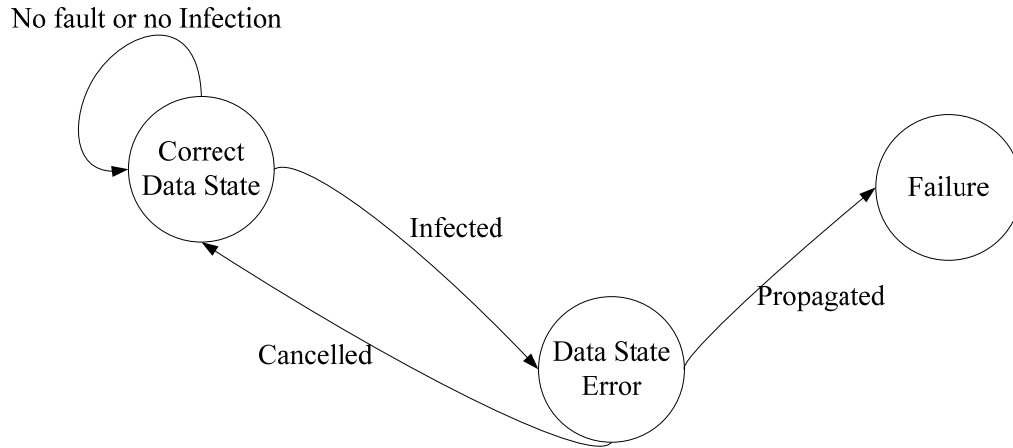 No fault or no Infection
Correct
Data State
Failure
Infected
Propagated
Cancelled
Data State
Error